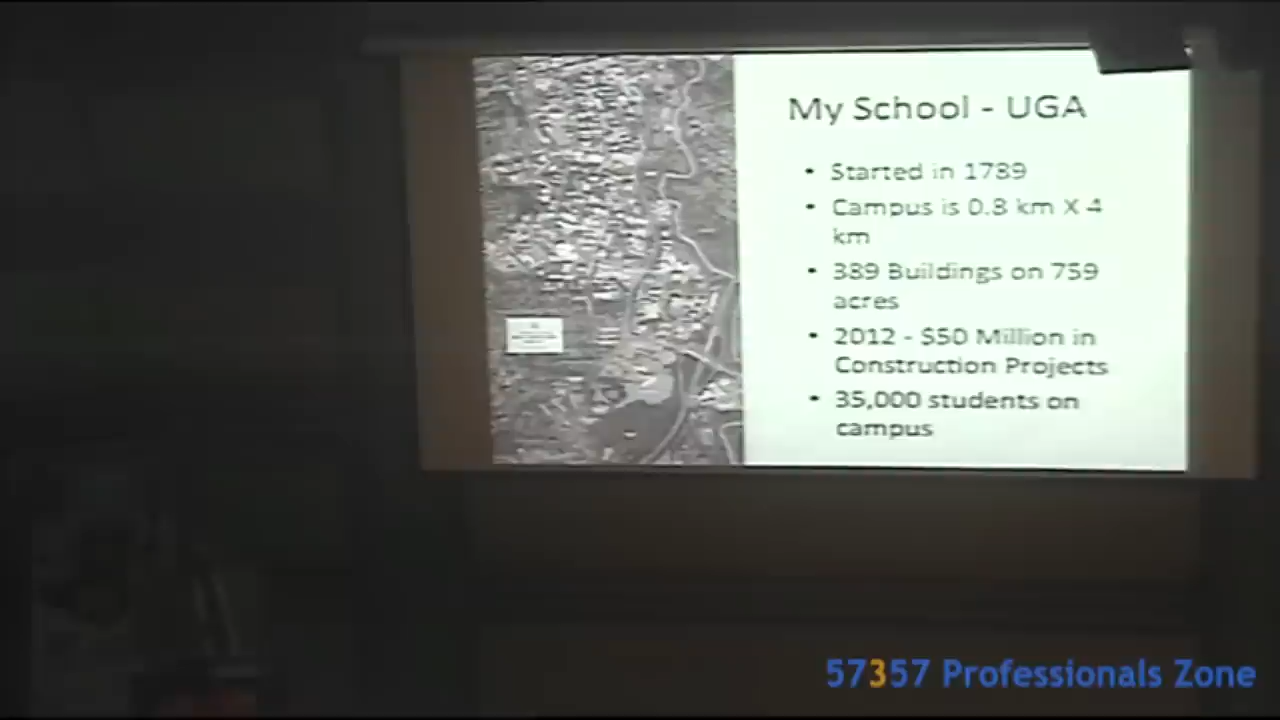 My School - UGA
• Started in 1789
• Campus is 0.8 km X 4
km
• 389 Buildings on 759
acres
• 2012 - $50 Million in
Construction Projects
• 35,000 students on
campus
57357 Professionals Zone